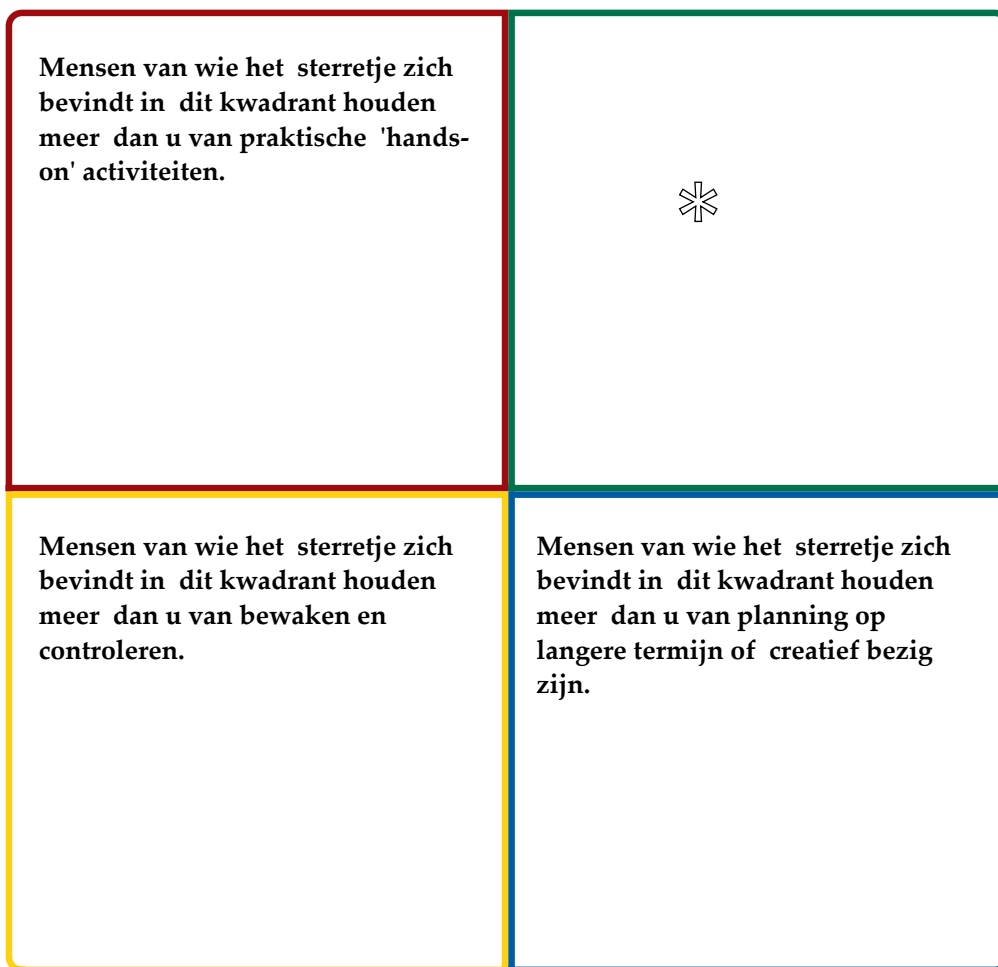 Mensen van wie het sterretje zich
bevindt in dit kwadrant houden
meer dan u van praktische 'hands-
on' activiteiten.
Mensen van wie het sterretje zich
bevindt in dit kwadrant houden
meer dan u van bewaken en
controleren.
Mensen van wie het sterretje zich
bevindt in dit kwadrant houden
meer dan u van planning op
langere termijn of creatief bezig
zijn.